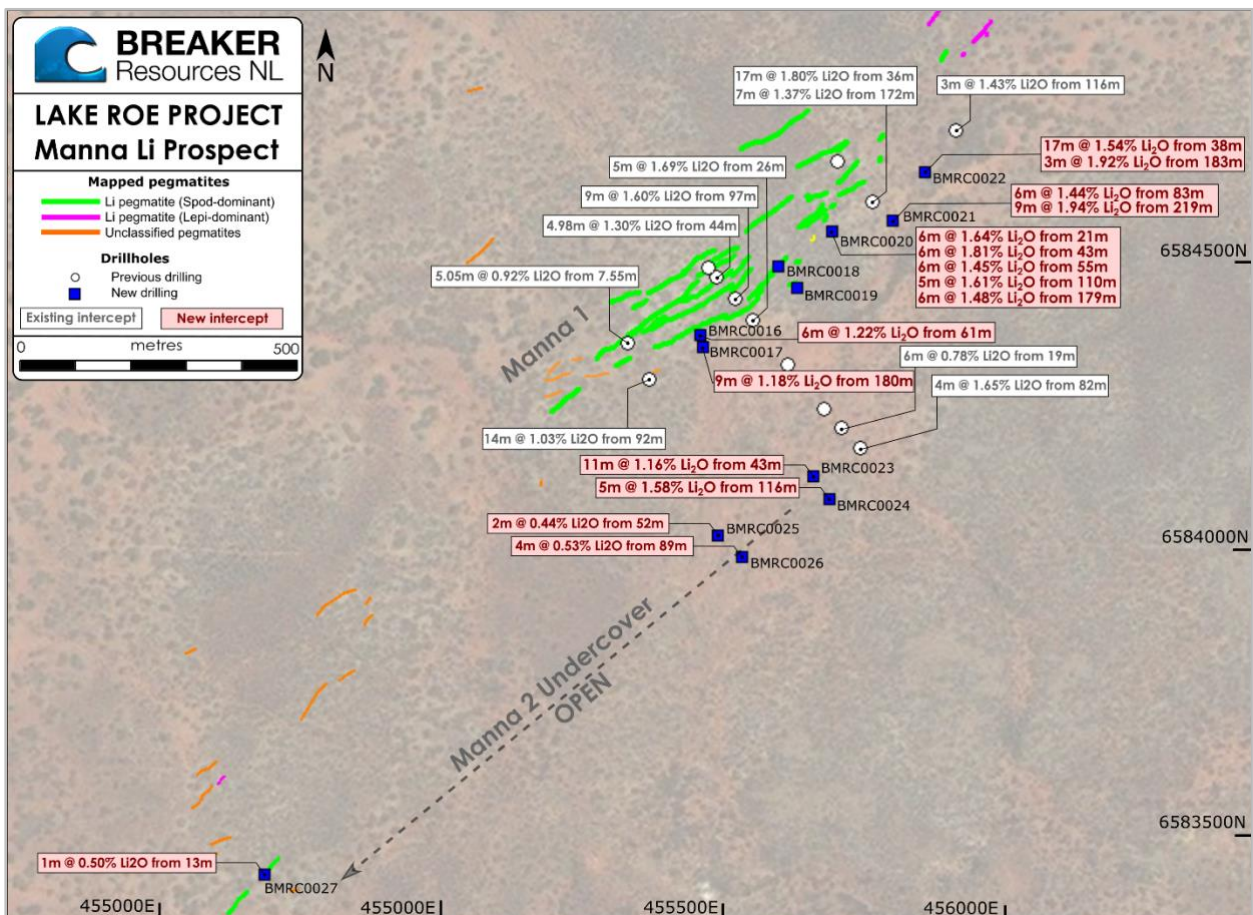 BREAKER
Resources NL
N
LAKE ROE PROJECT
Manna Li Prospect
Mapped pegmatites
Li pegmatite (Spod-dominant)
Li pegmatite (Lepi-dominant)
Unclassified pegmatites
Drillholes
Previous drilling
New drilling
Existing intercept
New intercept
metres
0
500
17m @ 1.80% Li2O from 36m
7m @ 1.37% Li2O from 172m
3m @ 1.43% Li2O from 116m
17m @ 1.54% Li₂O from 38m
3m @ 1.92% Li₂O from 183m
BMRC0022
5m @ 1.69% Li2O from 26m
9m @ 1.60% Li2O from 97m
4.98m @ 1.30% Li2O from 44m
5.05m @ 0.92% Li2O from 7.55m
6m @ 1.44% Li₂O from 83m
9m @ 1.94% Li₂O from 219m
BMRC0021
BMRC0020
6m @ 1.64% Li₂O from 21m
6m @ 1.81% Li₂O from 43m
6m @ 1.45% Li₂O from 55m
5m @ 1.61% Li₂O from 110m
6m @ 1.48% Li₂O from 179m
6584500N
BMRC0018
BMRC0019
BMRC0016
6m @ 1.22% Li₂O from 61m
BMRC0017
Manna 1
9m @ 1.18% Li₂O from 180m
6m @ 0.78% Li2O from 19m
4m @ 1.65% Li2O from 82m
14m @ 1.03% Li2O from 92m
11m @ 1.16% Li₂O from 43m
BMRC0023
5m @ 1.58% Li₂O from 116m
BMRC0024
2m @ 0.44% Li2O from 52m
BMRC0025
4m @ 0.53% Li2O from 89m
BMRC0026
6584000N
Manna 2 Undercover
OPEN
6583500N
1m @ 0.50% Li2O from 13m
BMRC0027
455000E
455000E
455500E
456000E